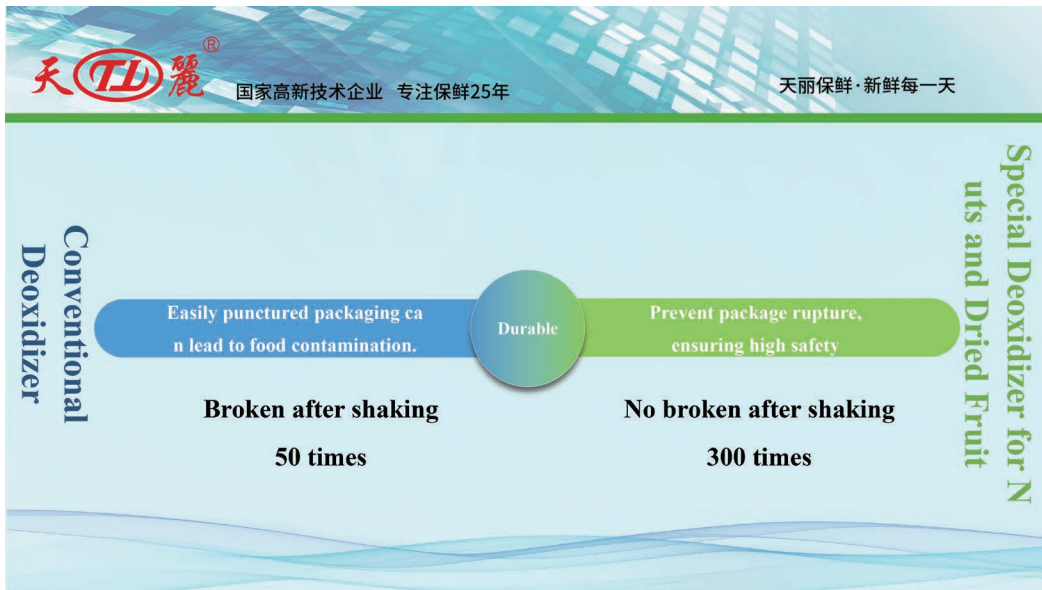 天TL麗®
国家高新技术企业 专注保鲜25年
天丽保鲜·新鲜每一天
Conventional
Deoxidizer
Easily punctured packaging ca
n lead to food contamination.
Durable
Prevent package rupture,
ensuring high safety
Broken after shaking
50 times
No broken after shaking
300 times
Special Deoxidizer for N
uts and Dried Fruit